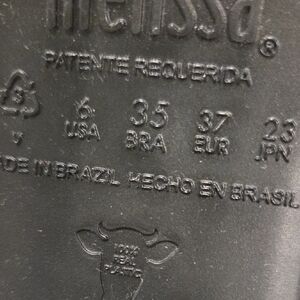 melissa®
PATENTE REQUERIDA
6 35 37 23
USA BRA EUR JPN
MADE IN BRAZIL HECHO EN BRASIL
100%
REAL
PLASTIC